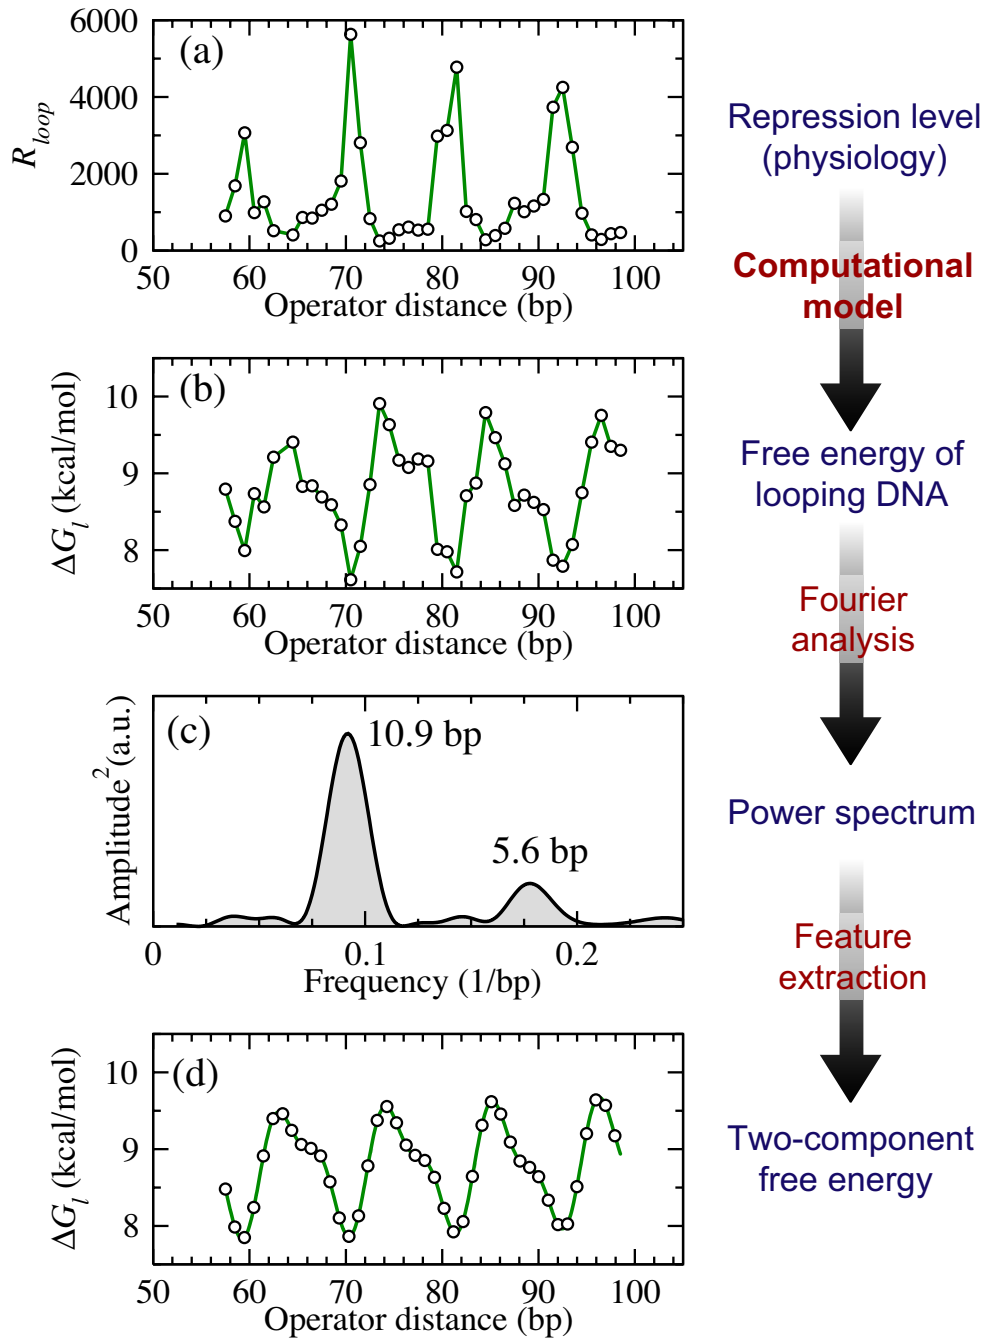 (a)
R_loop
6000
4000
2000
0
50 60 70 80 90 100
Operator distance (bp)
(b)
ΔG_l (kcal/mol)
10
9
8
50 60 70 80 90 100
Operator distance (bp)
(c)
Amplitude² (a.u.)
10.9 bp
5.6 bp
0 0.1 0.2
Frequency (1/bp)
(d)
ΔG_l (kcal/mol)
10
9
8
50 60 70 80 90 100
Operator distance (bp)
Repression level
(physiology)
Computational
model
Free energy of
looping DNA
Fourier
analysis
Power spectrum
Feature
extraction
Two-component
free energy